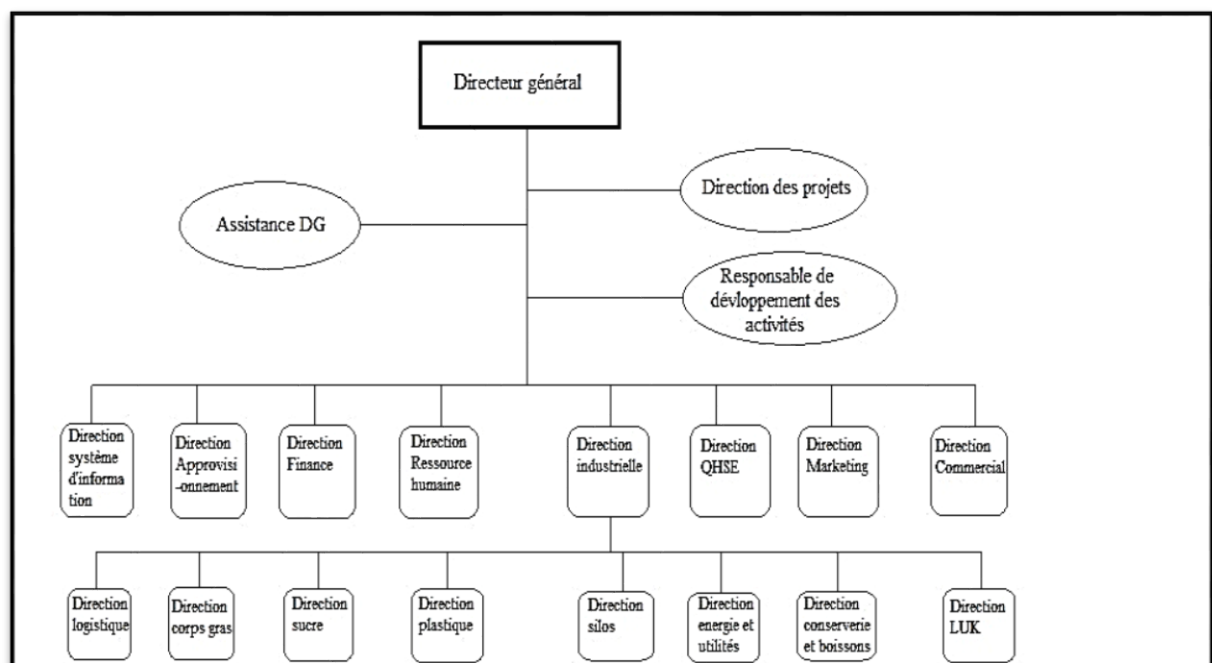 Directeur général
Direction des projets
Assistance DG
Responsable de
dévloppement des
activités
Direction
système
d'informa
tion
Direction
Approvisi
-onnement
Direction
Finance
Direction
Ressource
humaine
Direction
industrielle
Direction
QHSE
Direction
Marketing
Direction
Commercial
Direction
logistique
Direction
corps gras
Direction
sucre
Direction
plastique
Direction
silos
Direction
energie et
utilités
Direction
conserverie
et boissons
Direction
LUK